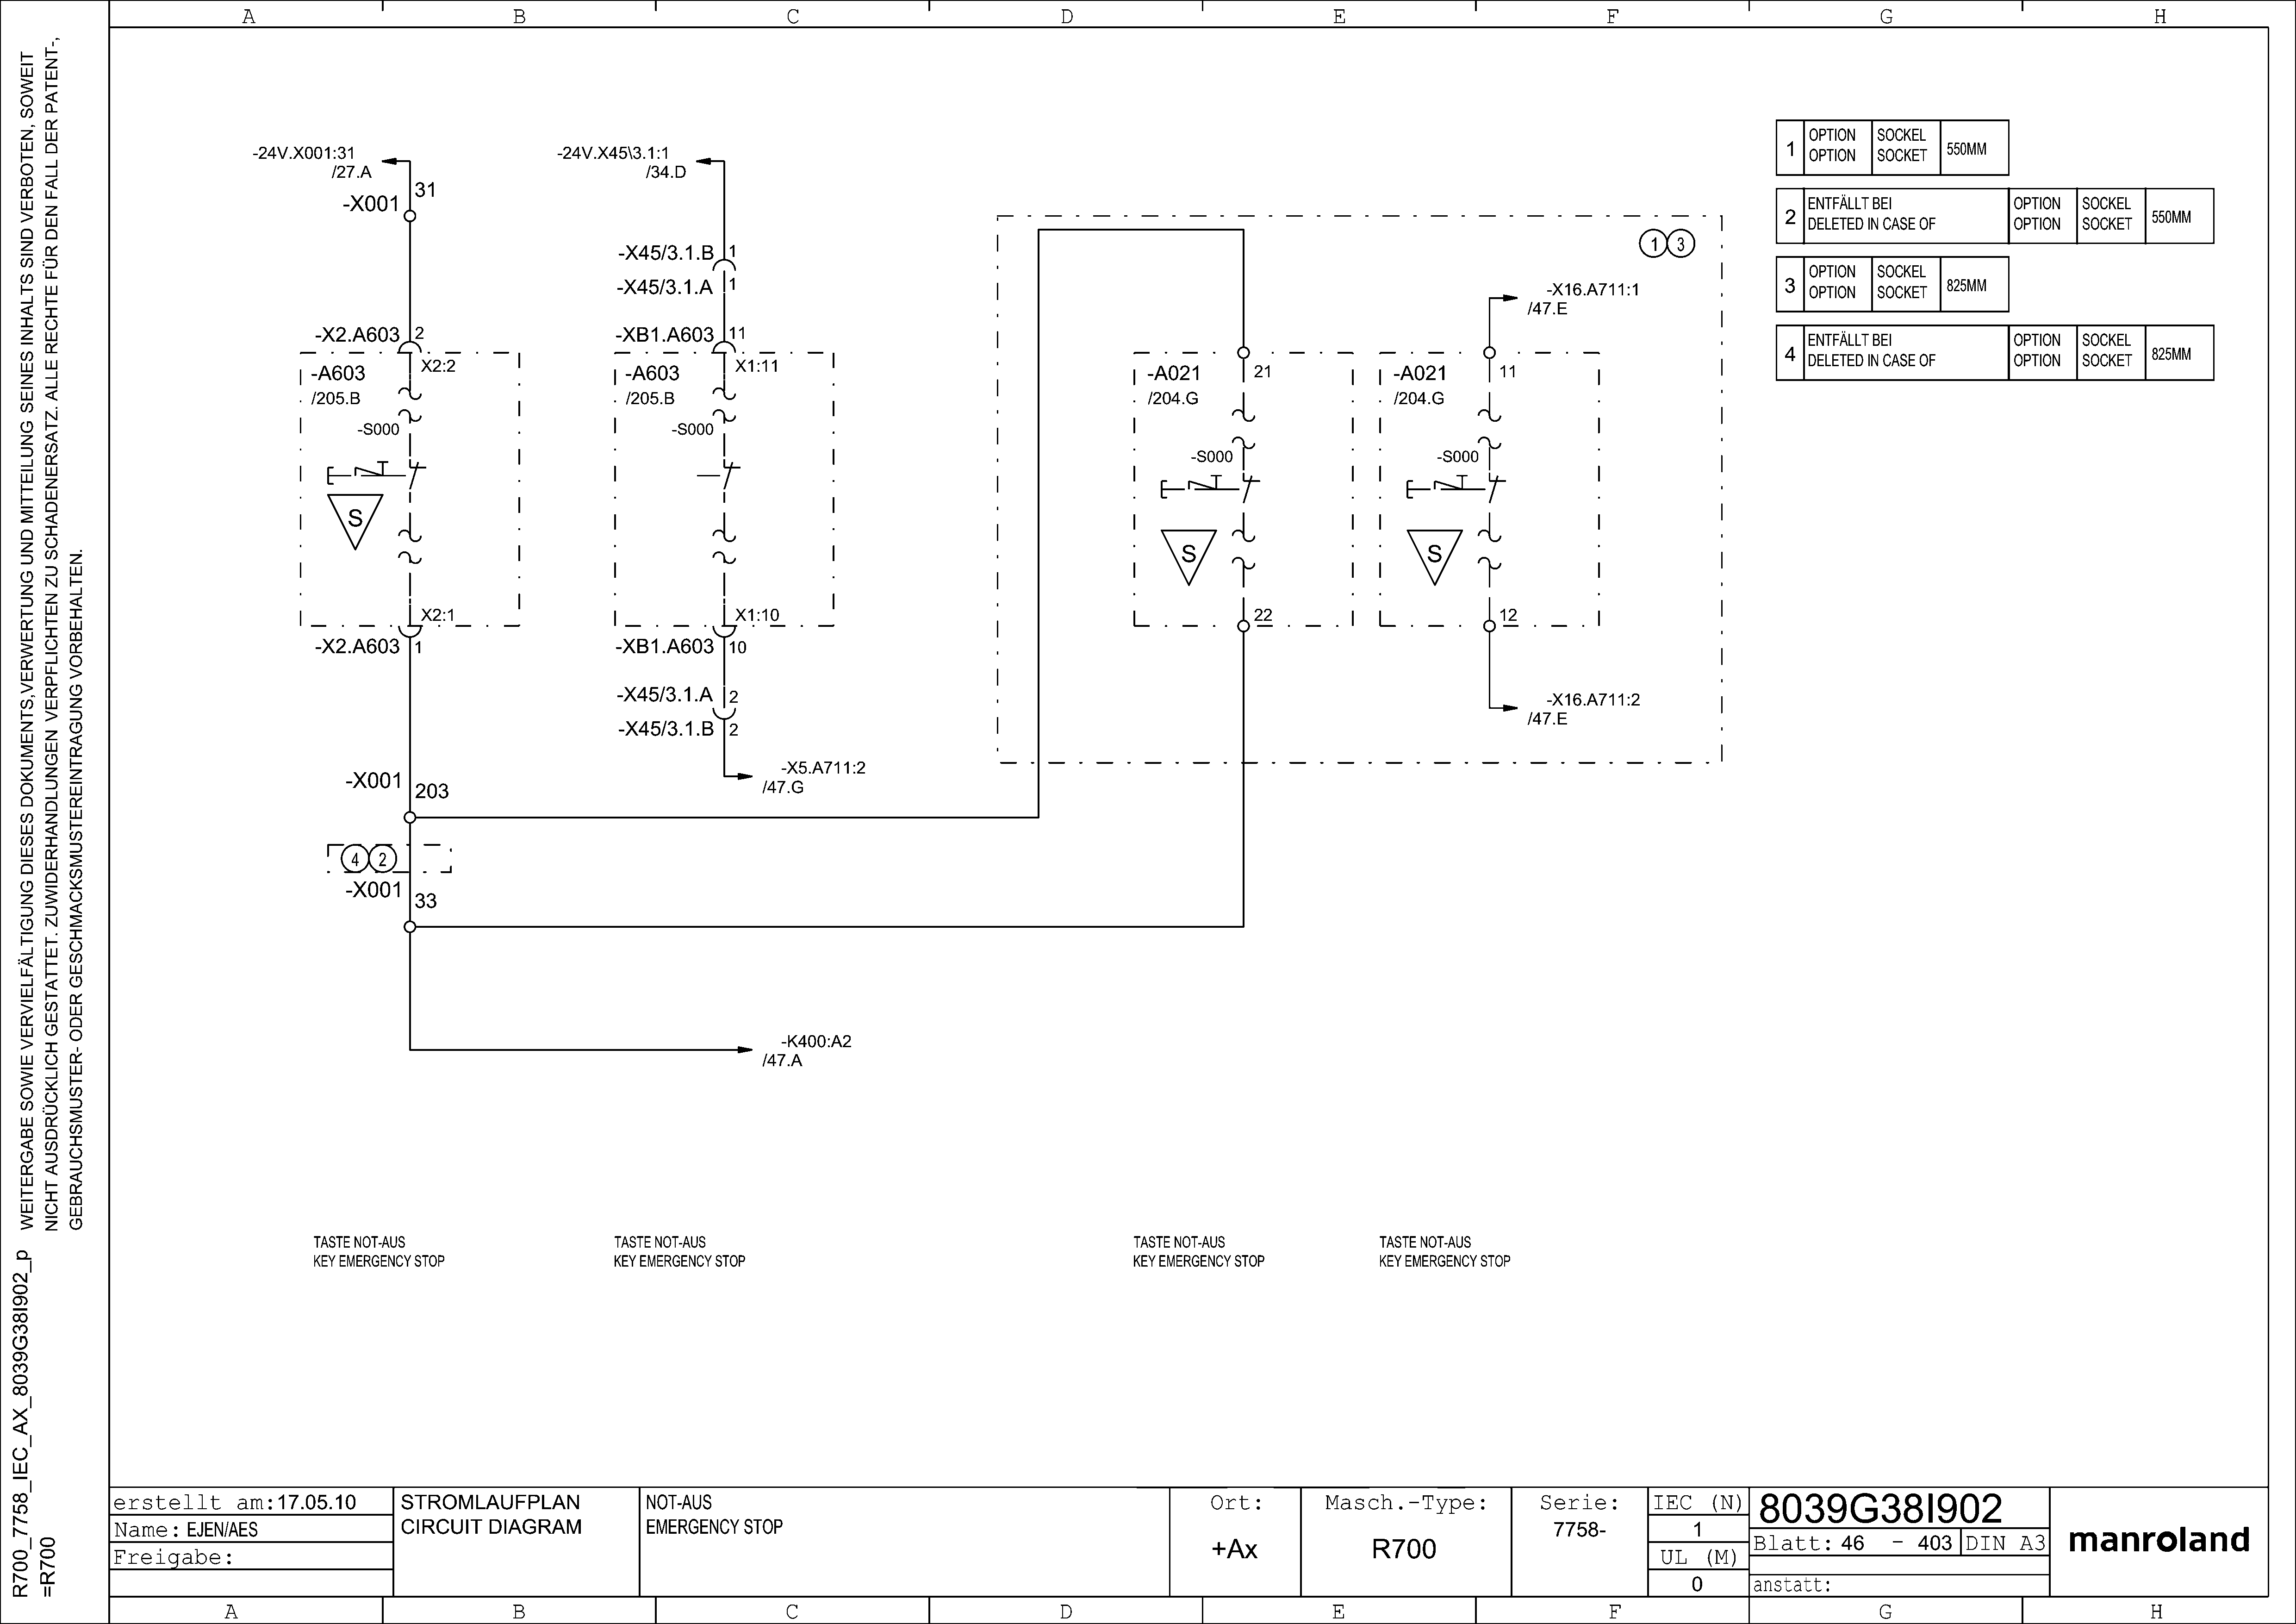 A B C D E F G H
WEITERGABE SOWIE VERVIELFÄLTIGUNG DIESES DOKUMENTS,VERWERTUNG UND MITTEILUNG SEINES INHALTS SIND VERBOTEN, SOWEIT
NICHT AUSDRÜCKLICH GESTATTET. ZUWIDERHANDLUNGEN VERPFLICHTEN ZU SCHADENERSATZ. ALLE RECHTE FÜR DEN FALL DER PATENT-,
GEBRAUCHSMUSTER- ODER GESCHMACKSMUSTEREINTRAGUNG VORBEHALTEN.
R700_7758_IEC_AX_8039G38I902_p
=R700
-24V.X001:31
/27.A
31
-X001
-X2.A603 2
X2:2
-A603
/205.B
-S000
S
X2:1
-X2.A603 1
-X001
203
4 2
-X001
33
-K400:A2
/47.A
-24V.X45\3.1:1
/34.D
-X45/3.1.B 1
-X45/3.1.A 1
-XB1.A603 11
X1:11
-A603
/205.B
-S000
X1:10
-XB1.A603 10
-X45/3.1.A 2
-X45/3.1.B 2
-X5.A711:2
/47.G
1 3
-A021 21
/204.G
-S000
S
22
-X16.A711:1
/47.E
-A021 11
/204.G
-S000
S
12
-X16.A711:2
/47.E
1 OPTION SOCKEL 550MM
OPTION SOCKET
2 ENTFÄLLT BEI OPTION SOCKEL 550MM
DELETED IN CASE OF OPTION SOCKET
3 OPTION SOCKEL 825MM
OPTION SOCKET
4 ENTFÄLLT BEI OPTION SOCKEL 825MM
DELETED IN CASE OF OPTION SOCKET
TASTE NOT-AUS
KEY EMERGENCY STOP
TASTE NOT-AUS
KEY EMERGENCY STOP
TASTE NOT-AUS
KEY EMERGENCY STOP
TASTE NOT-AUS
KEY EMERGENCY STOP
erstellt am:17.05.10
Name: EJEN/AES
Freigabe:
STROMLAUFPLAN
CIRCUIT DIAGRAM
NOT-AUS
EMERGENCY STOP
Ort:
+Ax
Masch.-Type:
R700
Serie:
7758-
IEC (N)
1
UL (M)
0
8039G38I902
Blatt: 46 - 403 DIN A3
anstatt:
manroland
A B C D E F G H